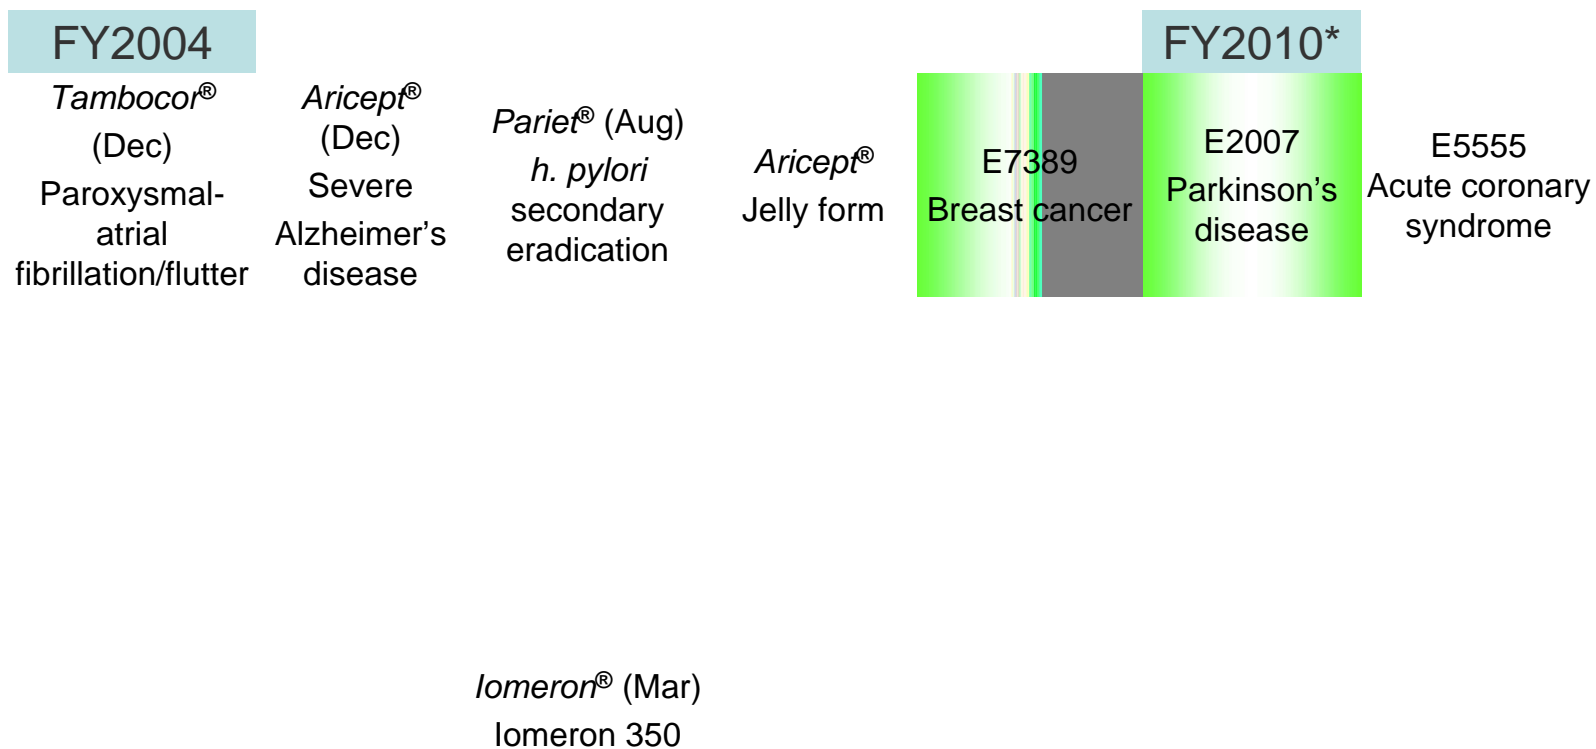 FY2004
FY2010*
Tambocor®
(Dec)
Paroxysmal-
atrial
fibrillation/flutter
Aricept®
(Dec)
Severe
Alzheimer's
disease
Pariet® (Aug)
h. pylori
secondary
eradication
Aricept®
Jelly form
E7389
Breast cancer
E2007
Parkinson's
disease
E5555
Acute coronary
syndrome
Iomeron® (Mar)
Iomeron 350